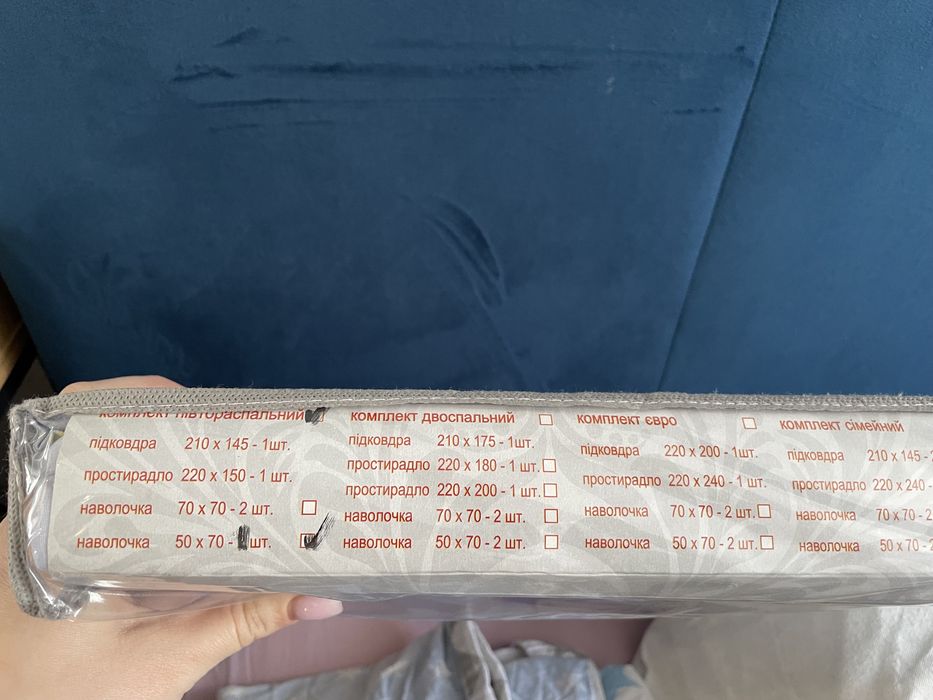 комплект півтораспальний
підковдра 210 x 145 - 1шт.
простирадло 220 x 150 - 1 шт.
наволочка 70 x 70 - 2 шт.
наволочка 50 x 70 - шт.
комплект двоспальний
підковдра 210 x 175 - 1шт.
простирадло 220 x 180 - 1 шт.
простирадло 220 x 200 - 1 шт.
наволочка 70 x 70 - 2 шт.
наволочка 50 x 70 - 2 шт.
комплект євро
підковдра 220 x 200 - 1шт.
простирадло 220 x 240 - 1 шт.
наволочка 70 x 70 - 2 шт.
наволочка 50 x 70 - 2 шт.
комплект сімейний
підковдра 210 x 145 -
простирадло 220 x 240 -
наволочка 70 x 70 - 2
наволочка 50 x 70 -